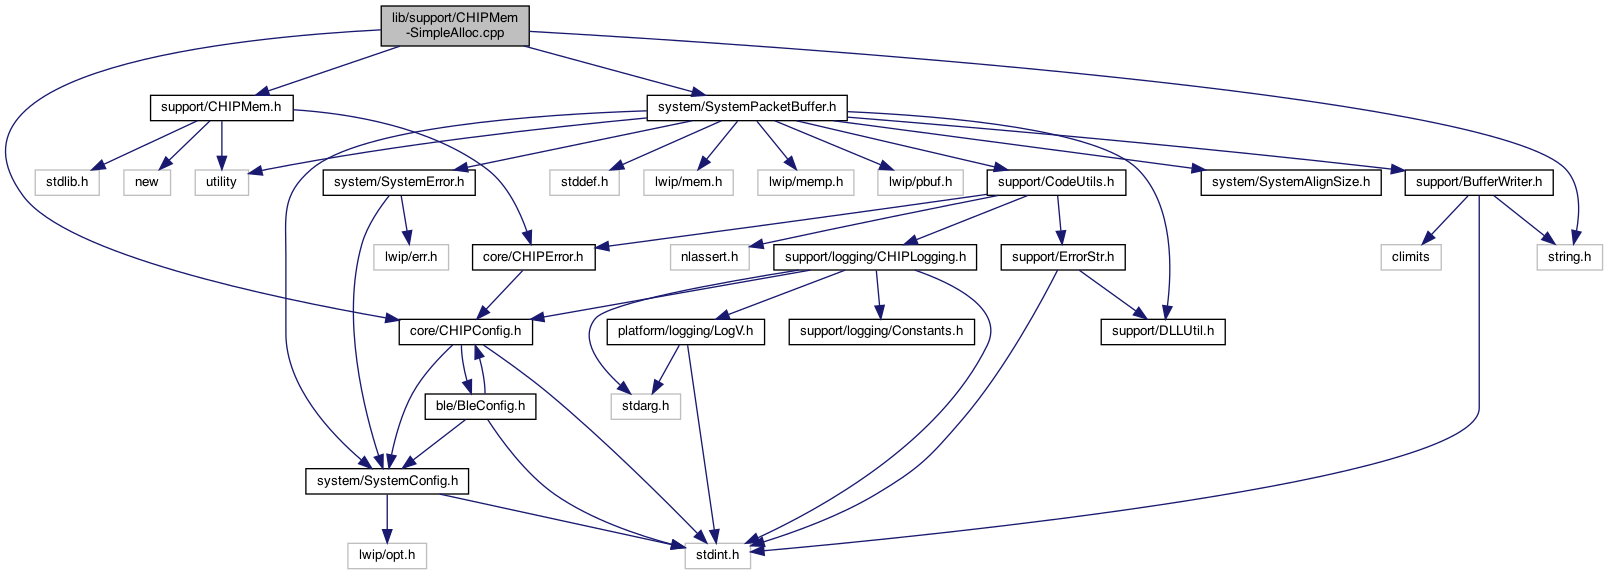 lib/support/CHIPMem
-SimpleAlloc.cpp
support/CHIPMem.h
system/SystemPacketBuffer.h
stdlib.h
new
utility
system/SystemError.h
stddef.h
lwip/mem.h
lwip/memp.h
lwip/pbuf.h
support/CodeUtils.h
system/SystemAlignSize.h
support/BufferWriter.h
lwip/err.h
core/CHIPError.h
nlassert.h
support/logging/CHIPLogging.h
support/ErrorStr.h
climits
string.h
core/CHIPConfig.h
platform/logging/LogV.h
support/logging/Constants.h
support/DLLUtil.h
ble/BleConfig.h
stdarg.h
system/SystemConfig.h
lwip/opt.h
stdint.h